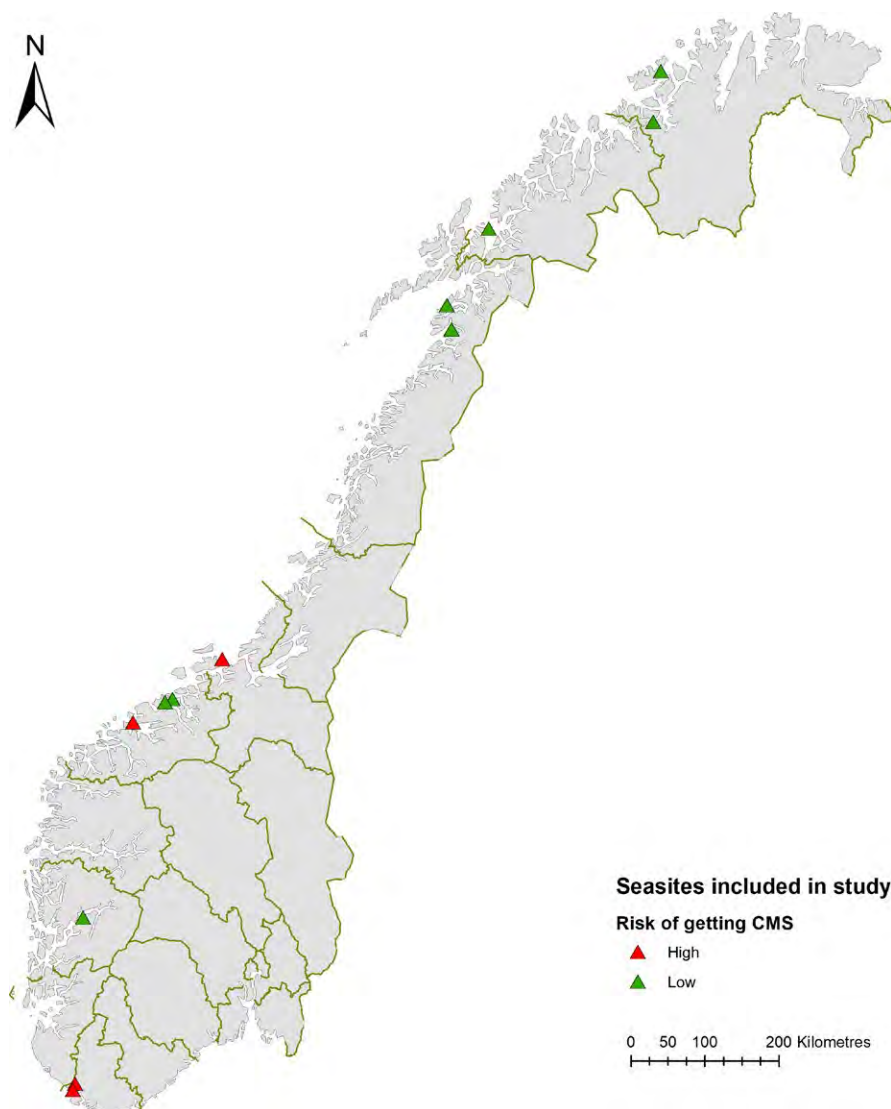 N
Seasites included in study
Risk of getting CMS
High
Low
0 50 100 200 Kilometres